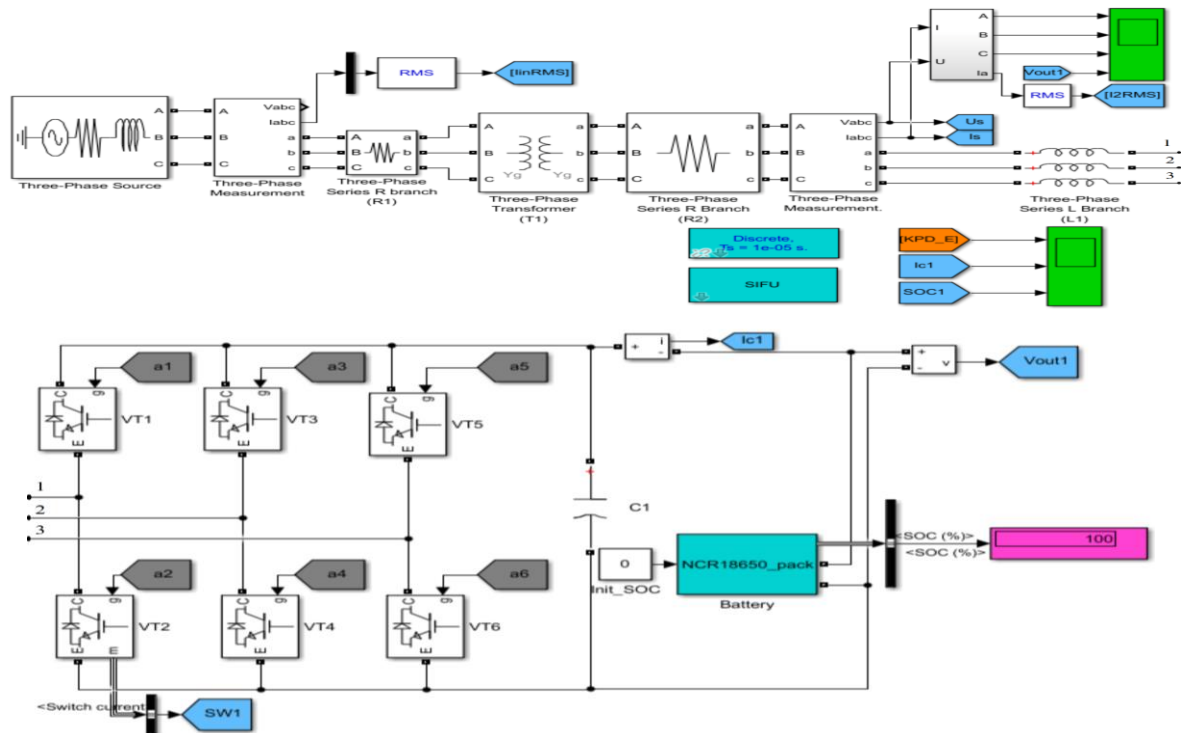 A
B
C
Three-Phase Source
A
B
C
Vabc
Iabc
a
b
c
Three-Phase
Measurement
RMS
[IinRMS]
A
B
C
a
b
c
Three-Phase
Series R branch
(R1)
A
B
C
a
b
c
Yg
Yg
Three-Phase
Transformer
(T1)
A
B
C
a
b
c
Three-Phase
Series R Branch
(R2)
A
B
C
Vabc
Iabc
a
b
c
Three-Phase
Measurement.
I
U
A
B
C
Ia
Vout1
RMS
[I2RMS]
Us
Is
1
2
3
Three-Phase
Series L Branch
(L1)
Discrete,
Ts = 1e-05 s.
SIFU
[KPD_E]
Ic1
SOC1
a1
C
g
E
VT1
a3
C
g
E
VT3
a5
C
g
E
VT5
+
-
i
Ic1
+
-
v
Vout1
1
2
3
+
C1
a2
C
g
E
m
VT2
a4
C
g
E
VT4
a6
C
g
E
VT6
0
Init_SOC
NCR18650_pack
Battery
<SOC (%)>
<SOC (%)>
100
<Switch current
SW1